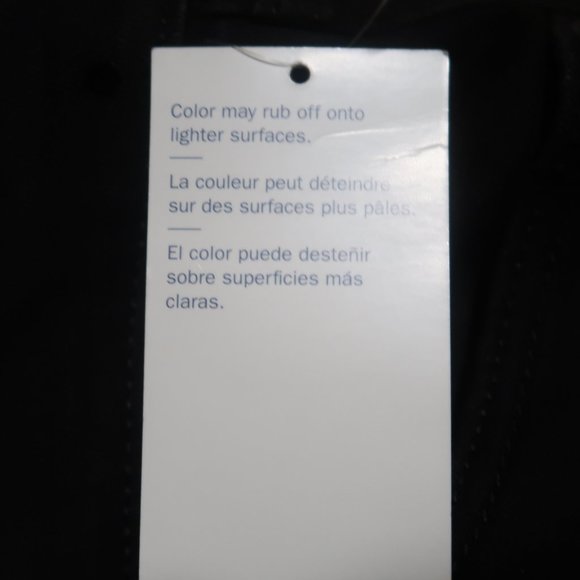 Color may rub off onto
lighter surfaces.
La couleur peut déteindre
sur des surfaces plus pâles.
El color puede desteñir
sobre superficies más
claras.